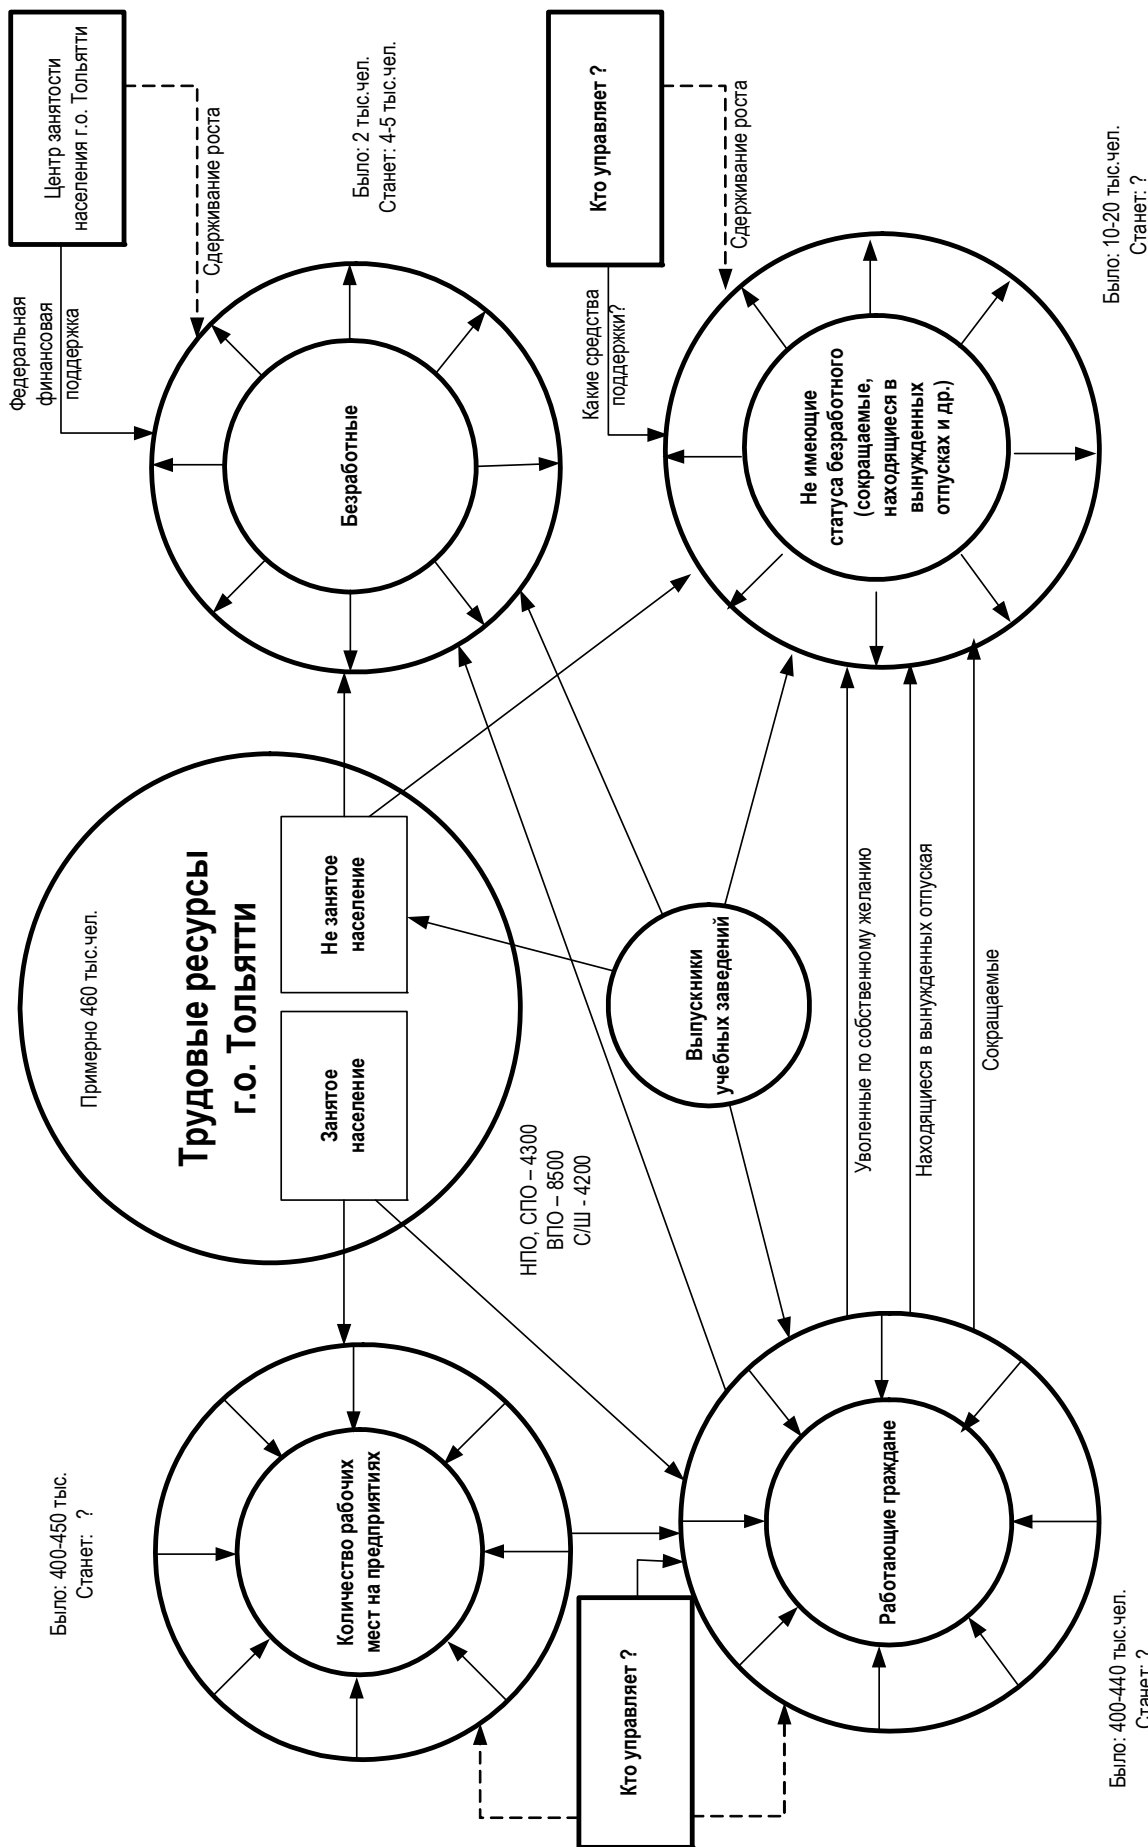 Было: 400-450 тыс.
Станет: ?
Примерно 460 тыс.чел.
Трудовые ресурсы
г.о. Тольятти
Занятое
население
Не занятое
население
Федеральная
финансовая
поддержка
Центр занятости
населения г.о. Тольятти
Сдерживание роста
Количество рабочих
мест на предприятиях
Безработные
Было: 2 тыс.чел.
Станет: 4-5 тыс.чел.
НПО, СПО – 4300
ВПО – 8500
С/Ш - 4200
Выпускники
учебных заведений
Кто управляет ?
Какие средства
поддержки?
Кто управляет ?
Сдерживание роста
Работающие граждане
Уволенные по собственному желанию
Находящиеся в вынужденных отпуская
Сокращаемые
Не имеющие
статуса безработного
(сокращаемые,
находящиеся в
вынужденных
отпусках и др.)
Было: 400-440 тыс.чел.
Станет: ?
Было: 10-20 тыс.чел.
Станет: ?